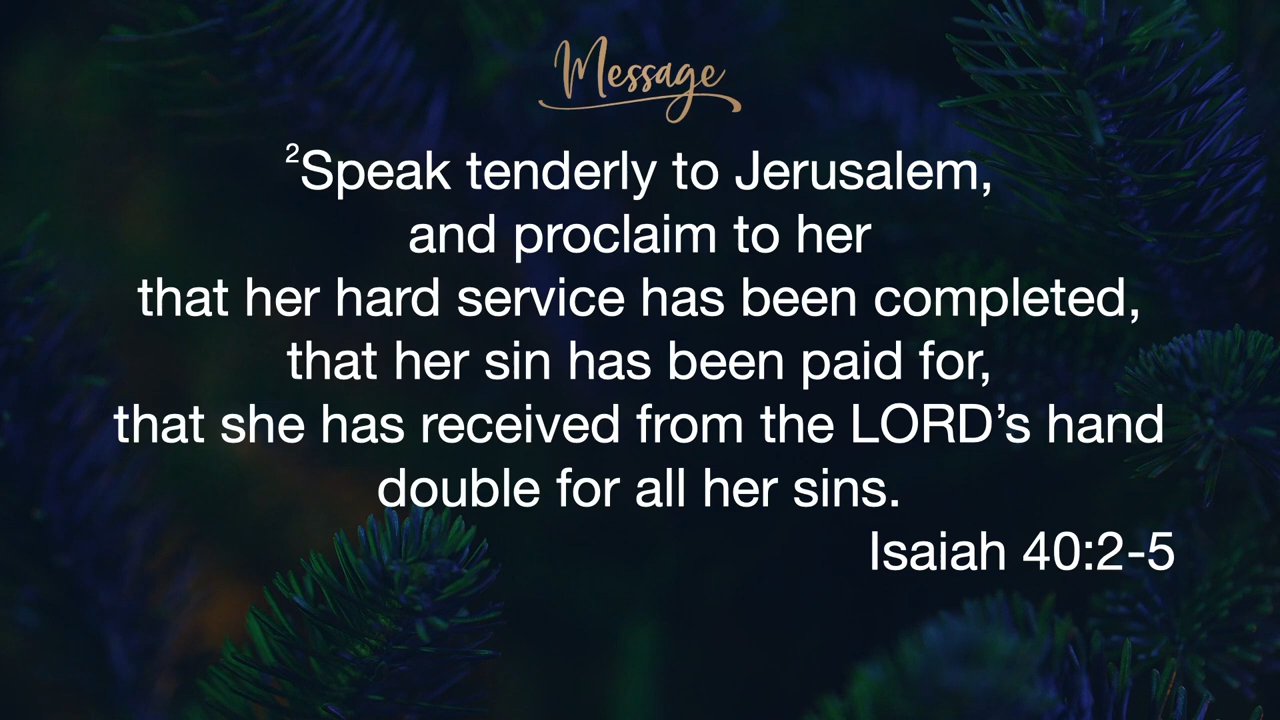 Message
²Speak tenderly to Jerusalem,
and proclaim to her
that her hard service has been completed,
that her sin has been paid for,
that she has received from the LORD’s hand
double for all her sins.
Isaiah 40:2-5